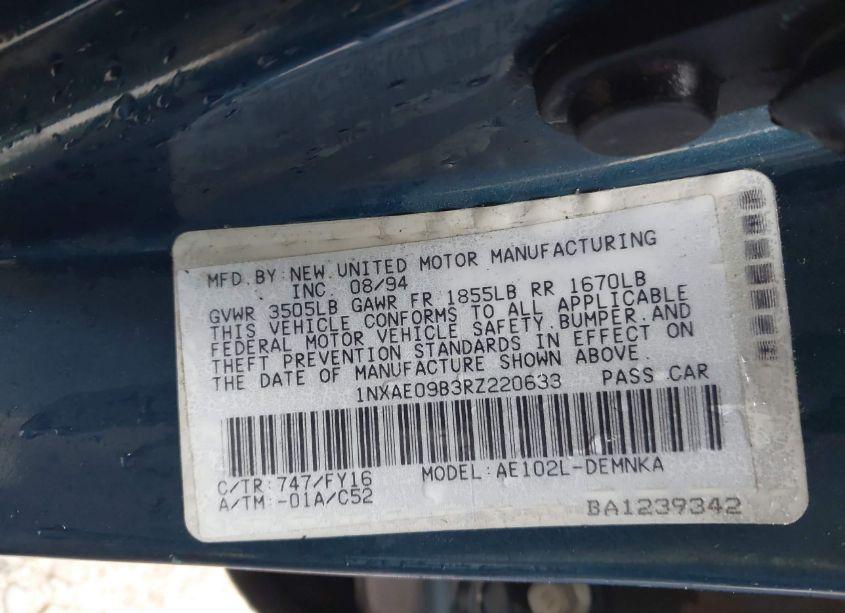 MFD. BY: NEW UNITED MOTOR MANUFACTURING
INC 08/94
GVWR 3505LB GAWR FR 1855LB RR 1670LB
THIS VEHICLE CONFORMS TO ALL APPLICABLE
FEDERAL MOTOR VEHICLE SAFETY, BUMPER, AND
THEFT PREVENTION STANDARDS IN EFFECT ON
THE DATE OF MANUFACTURE SHOWN ABOVE.
1NXAE09B3RZ220633 PASS CAR
C/TR: 747/FY16 MODEL: AE102L-DEMNKA
A/TM: -01A/C52
BA1239342